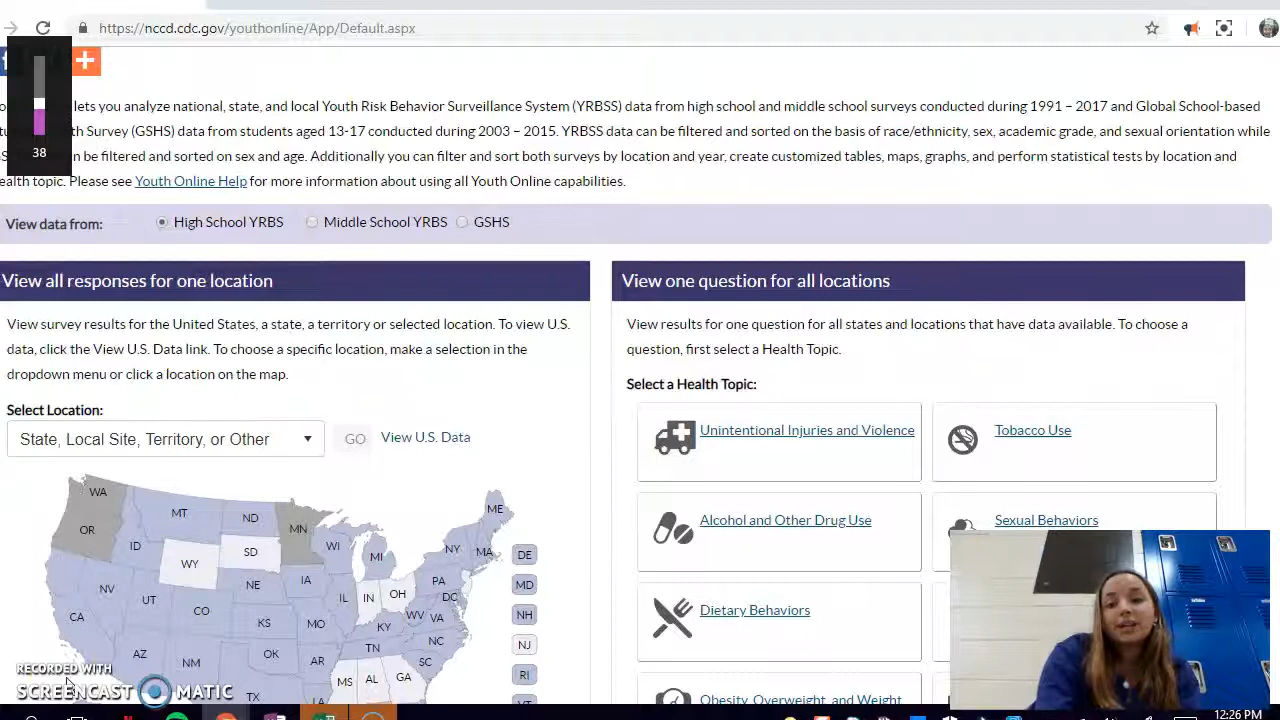 https://nccd.cdc.gov/youthonline/App/Default.aspx
38
lets you analyze national, state, and local Youth Risk Behavior Surveillance System (YRBSS) data from high school and middle school surveys conducted during 1991 – 2017 and Global School-based
Survey (GSHS) data from students aged 13-17 conducted during 2003 – 2015. YRBSS data can be filtered and sorted on the basis of race/ethnicity, sex, academic grade, and sexual orientation while
be filtered and sorted on sex and age. Additionally you can filter and sort both surveys by location and year, create customized tables, maps, graphs, and perform statistical tests by location and
topic. Please see Youth Online Help for more information about using all Youth Online capabilities.
View data from: High School YRBS Middle School YRBS GSHS
View all responses for one location
View survey results for the United States, a state, a territory or selected location. To view U.S.
data, click the View U.S. Data link. To choose a specific location, make a selection in the
dropdown menu or click a location on the map.
Select Location:
State, Local Site, Territory, or Other GO View U.S. Data
WA
MT
ND
MN
ME
OR
ID
WY
SD
WI
MI
NY
MA
DE
NV
UT
CO
NE
IA
IL
IN
OH
PA
MD
CA
KS
MO
KY
WV
VA
DC
NH
AZ
NM
OK
AR
TN
NC
SC
NJ
TX
LA
MS
AL
GA
RI
View one question for all locations
View results for one question for all states and locations that have data available. To choose a
question, first select a Health Topic.
Select a Health Topic:
Unintentional Injuries and Violence
Tobacco Use
Alcohol and Other Drug Use
Sexual Behaviors
Dietary Behaviors
Obesity, Overweight, and Weight
RECORDED WITH
SCREENCAST MATIC
12:26 PM